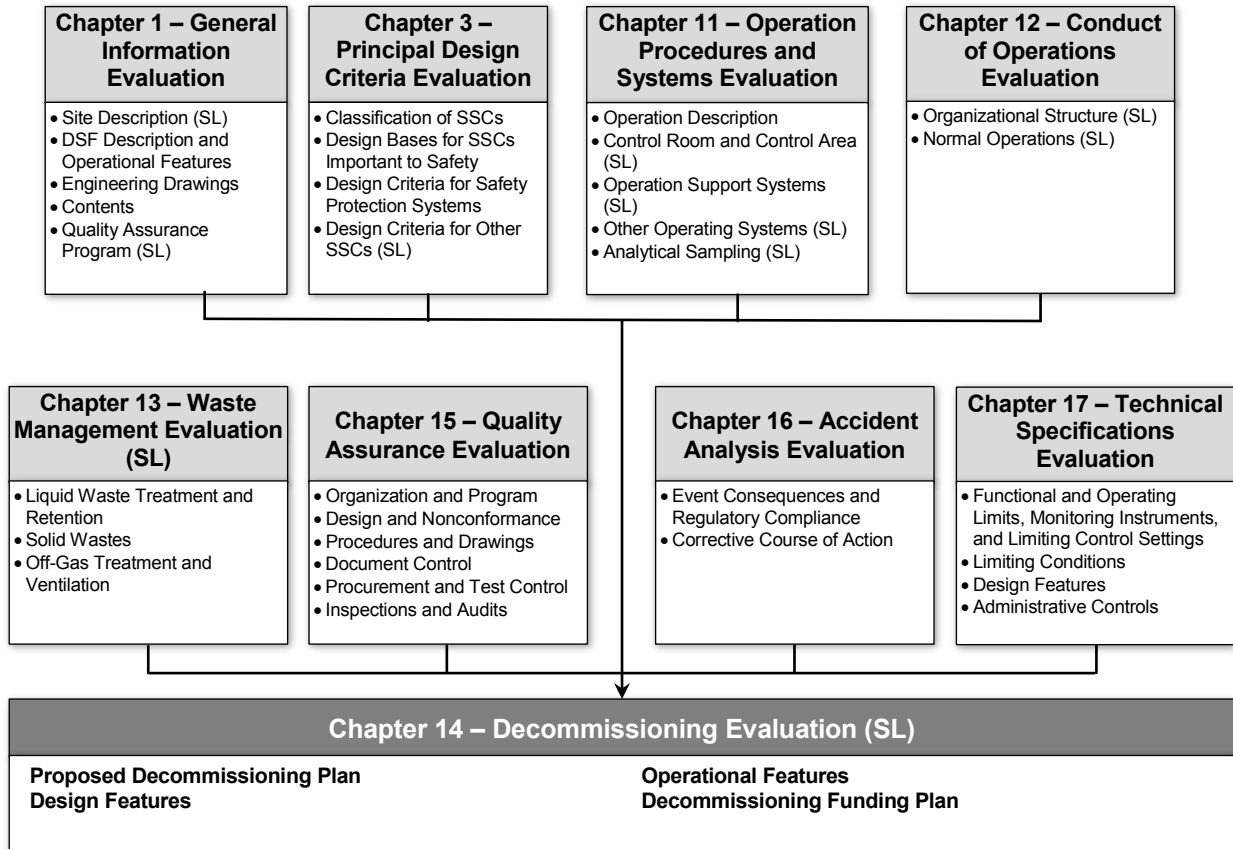 Chapter 1 – General
Information
Evaluation
• Site Description (SL)
• DSF Description and
Operational Features
• Engineering Drawings
• Contents
• Quality Assurance
Program (SL)
Chapter 3 –
Principal Design
Criteria Evaluation
• Classification of SSCs
• Design Bases for SSCs
Important to Safety
• Design Criteria for Safety
Protection Systems
• Design Criteria for Other
SSCs (SL)
Chapter 11 – Operation
Procedures and
Systems Evaluation
• Operation Description
• Control Room and Control Area
(SL)
• Operation Support Systems
(SL)
• Other Operating Systems (SL)
• Analytical Sampling (SL)
Chapter 12 – Conduct
of Operations
Evaluation
• Organizational Structure (SL)
• Normal Operations (SL)
Chapter 13 – Waste
Management Evaluation
(SL)
• Liquid Waste Treatment and
Retention
• Solid Wastes
• Off-Gas Treatment and
Ventilation
Chapter 15 – Quality
Assurance Evaluation
• Organization and Program
• Design and Nonconformance
• Procedures and Drawings
• Document Control
• Procurement and Test Control
• Inspections and Audits
Chapter 16 – Accident
Analysis Evaluation
• Event Consequences and
Regulatory Compliance
• Corrective Course of Action
Chapter 17 – Technical
Specifications
Evaluation
• Functional and Operating
Limits, Monitoring Instruments,
and Limiting Control Settings
• Limiting Conditions
• Design Features
• Administrative Controls
Chapter 14 – Decommissioning Evaluation (SL)
Proposed Decommissioning Plan
Design Features
Operational Features
Decommissioning Funding Plan